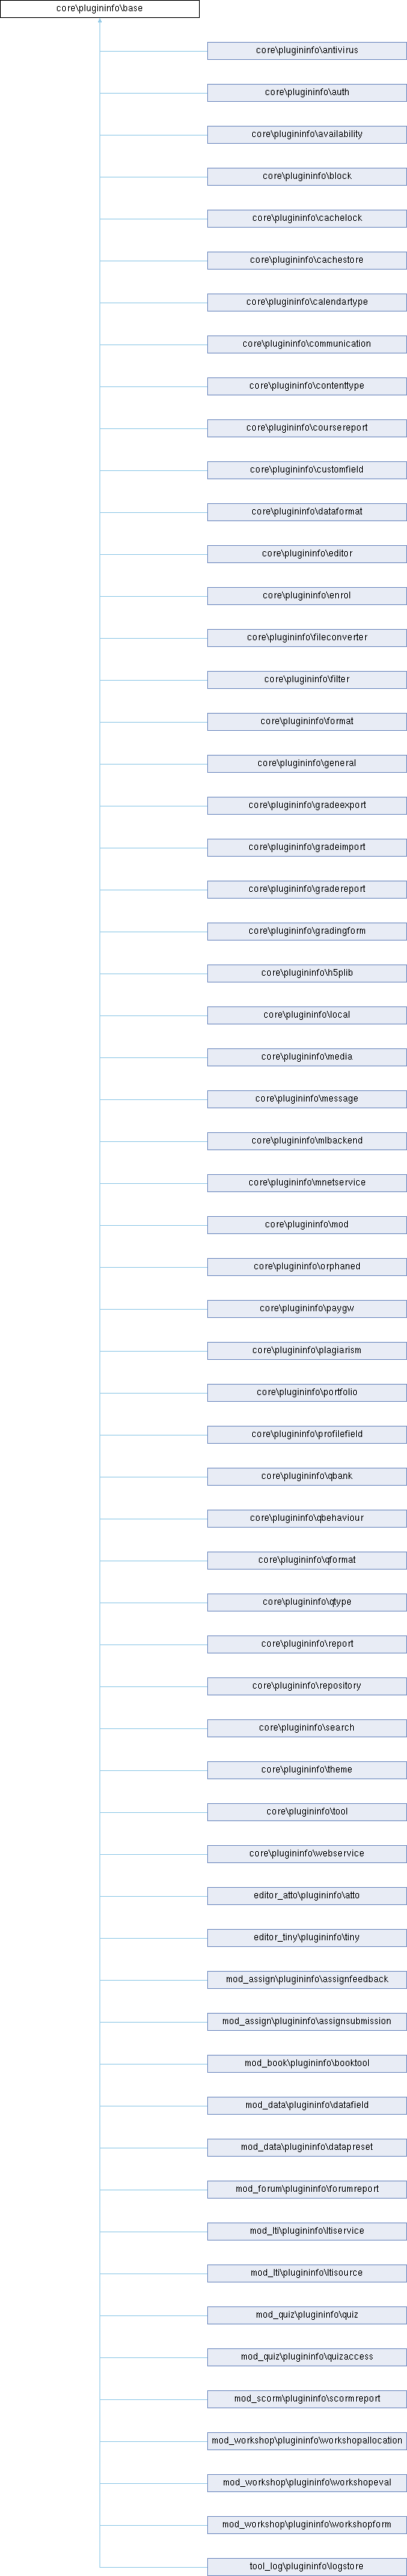 core\plugininfo\base
core\plugininfo\antivirus
core\plugininfo\auth
core\plugininfo\availability
core\plugininfo\block
core\plugininfo\cachelock
core\plugininfo\cachestore
core\plugininfo\calendartype
core\plugininfo\communication
core\plugininfo\contenttype
core\plugininfo\coursereport
core\plugininfo\customfield
core\plugininfo\dataformat
core\plugininfo\editor
core\plugininfo\enrol
core\plugininfo\fileconverter
core\plugininfo\filter
core\plugininfo\format
core\plugininfo\general
core\plugininfo\gradeexport
core\plugininfo\gradeimport
core\plugininfo\gradereport
core\plugininfo\gradingform
core\plugininfo\h5plib
core\plugininfo\local
core\plugininfo\media
core\plugininfo\message
core\plugininfo\mlbackend
core\plugininfo\mnetservice
core\plugininfo\mod
core\plugininfo\orphaned
core\plugininfo\paygw
core\plugininfo\plagiarism
core\plugininfo\portfolio
core\plugininfo\profilefield
core\plugininfo\qbank
core\plugininfo\qbehaviour
core\plugininfo\qformat
core\plugininfo\qtype
core\plugininfo\report
core\plugininfo\repository
core\plugininfo\search
core\plugininfo\theme
core\plugininfo\tool
core\plugininfo\webservice
editor_atto\plugininfo\atto
editor_tiny\plugininfo\tiny
mod_assign\plugininfo\assignfeedback
mod_assign\plugininfo\assignsubmission
mod_book\plugininfo\booktool
mod_data\plugininfo\datafield
mod_data\plugininfo\datapreset
mod_forum\plugininfo\forumreport
mod_lti\plugininfo\ltiservice
mod_lti\plugininfo\ltisource
mod_quiz\plugininfo\quiz
mod_quiz\plugininfo\quizaccess
mod_scorm\plugininfo\scormreport
mod_workshop\plugininfo\workshopallocation
mod_workshop\plugininfo\workshopeval
mod_workshop\plugininfo\workshopform
tool_log\plugininfo\logstore